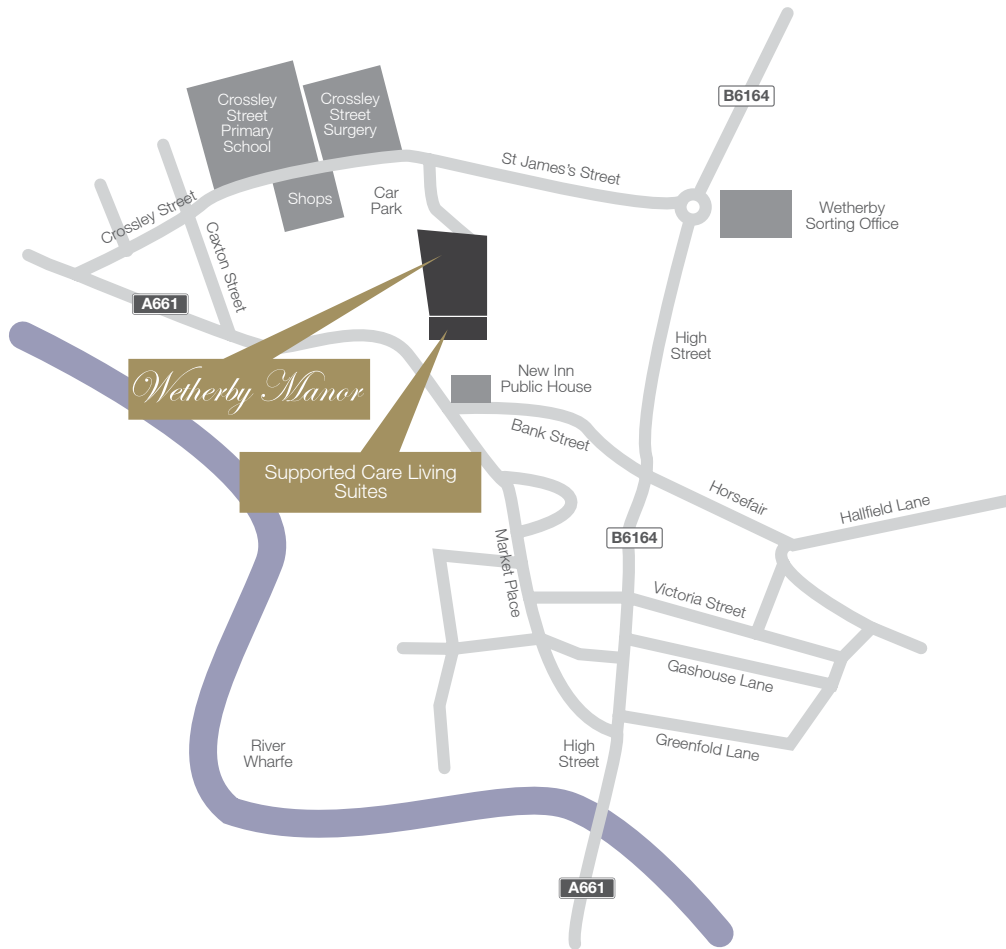 B6164
Crossley
Street
Primary
School
Crossley
Street
Surgery
St James's Street
Shops
Car
Park
Wetherby
Sorting Office
Crossley Street
Caxton Street
A661
High
Street
Wetherby Manor
New Inn
Public House
Bank Street
Supported Care Living
Suites
Horsefair
Hallfield Lane
B6164
Market Place
Victoria Street
Gashouse Lane
River
Wharfe
High
Street
Greenfold Lane
A661